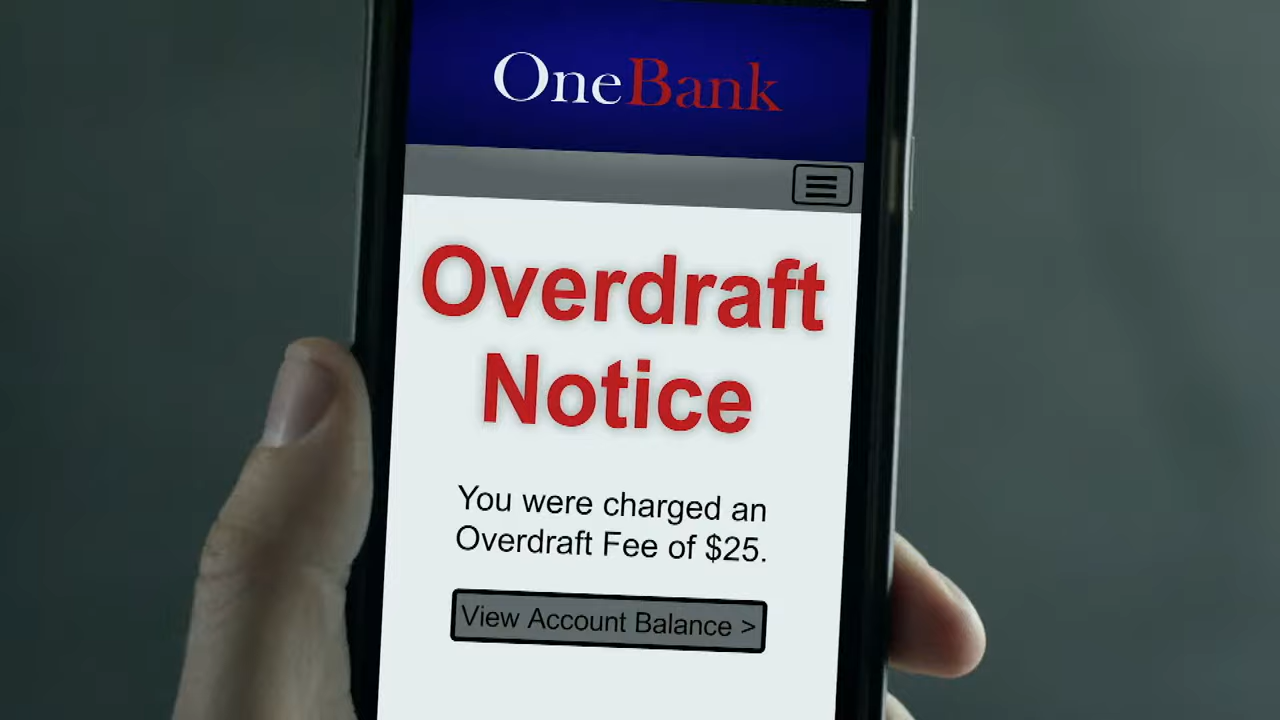 OneBank
Overdraft
Notice
You were charged an
Overdraft Fee of $25.
View Account Balance >